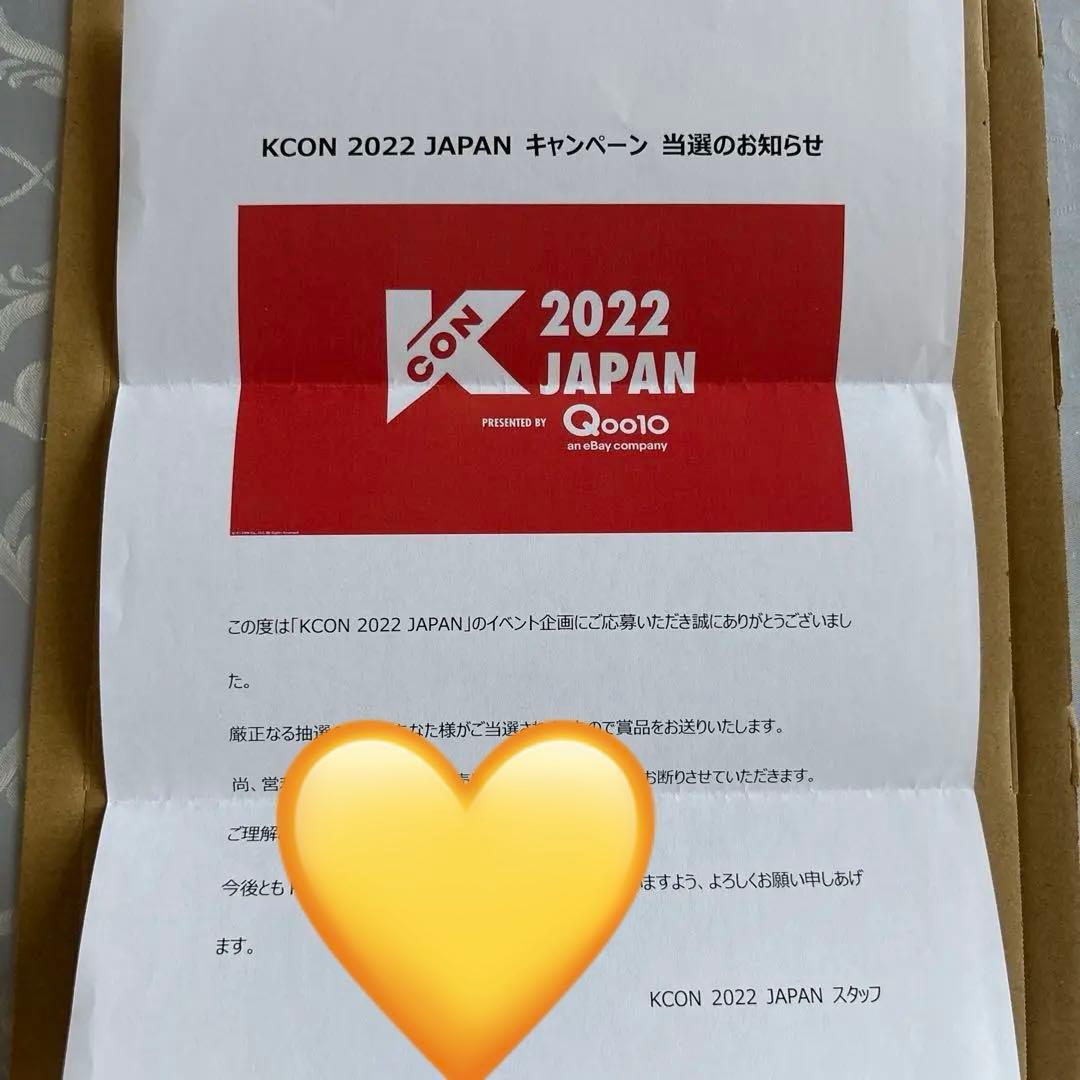 KCON 2022 JAPAN キャンペーン 当選のお知らせ
KCON
2022
JAPAN
PRESENTED BY Qoo10
an eBay company
この度は「KCON 2022 JAPAN」のイベント企画にご応募いただき誠にありがとうございまし
た。
厳正なる抽選 なた様がご当選さ ので賞品をお送りいたします。
尚、営 お断りさせていただきます。
ご理解
今後とも ますよう、よろしくお願い申しあげ
ます。
KCON 2022 JAPAN スタッフ